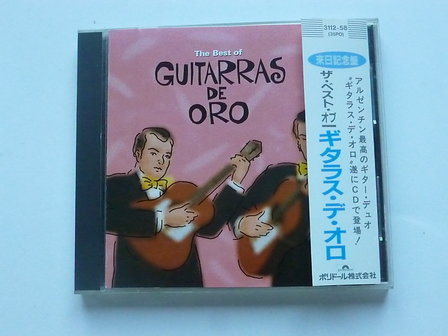 The Best of
GUITARRAS
DE
ORO
3112-58
(35PO)
来日記念盤
アルゼンチン最高のギター・デュオ
“ギタラス・デ・オロ”遂にCDで登場!
ザ・ベスト・オブ
ギタラス・デ・オロ
ポリドール株式会社